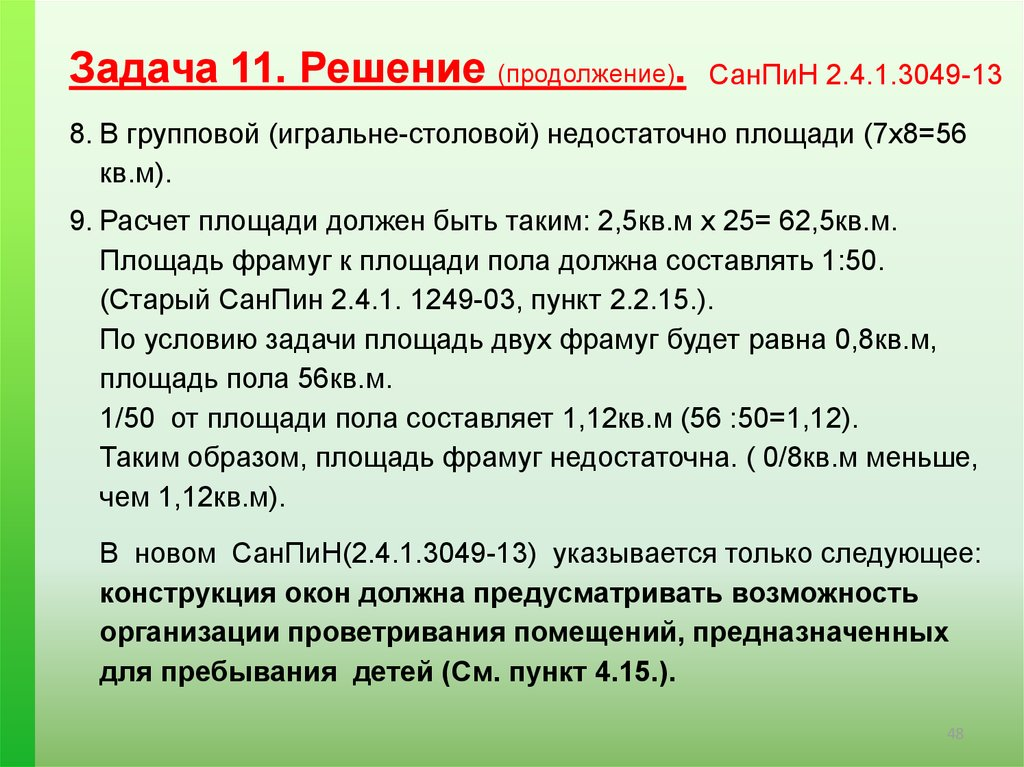 Задача 11. Решение (продолжение). СанПиН 2.4.1.3049-13
8. В групповой (игральне-столовой) недостаточно площади (7х8=56
кв.м).
9. Расчет площади должен быть таким: 2,5кв.м х 25= 62,5кв.м.
Площадь фрамуг к площади пола должна составлять 1:50.
(Старый СанПин 2.4.1. 1249-03, пункт 2.2.15.).
По условию задачи площадь двух фрамуг будет равна 0,8кв.м,
площадь пола 56кв.м.
1/50 от площади пола составляет 1,12кв.м (56 :50=1,12).
Таким образом, площадь фрамуг недостаточна. ( 0/8кв.м меньше,
чем 1,12кв.м).
В новом СанПиН(2.4.1.3049-13) указывается только следующее:
конструкция окон должна предусматривать возможность
организации проветривания помещений, предназначенных
для пребывания детей (См. пункт 4.15.).
48